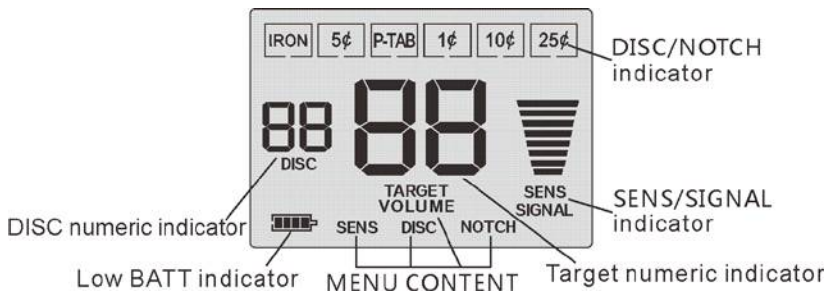 IRON 5¢ P-TAB 1¢ 10¢ 25¢
DISC/NOTCH
indicator
88
DISC
88
TARGET
VOLUME
SENS
SIGNAL
SENS/SIGNAL
indicator
DISC numeric indicator
SENS DISC NOTCH
Low BATT indicator
MENU CONTENT
Target numeric indicator